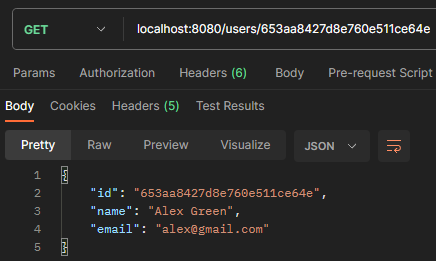 GET localhost:8080/users/653aa8427d8e760e511ce64e
Params Authorization Headers (6) Body Pre-request Script
Body Cookies Headers (5) Test Results
Pretty Raw Preview Visualize JSON
1 {
2 "id": "653aa8427d8e760e511ce64e",
3 "name": "Alex Green",
4 "email": "alex@gmail.com"
5 }